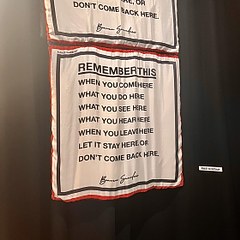 DON'T COME BACK HERE.
REMEMBER THIS
WHEN YOU COME HERE
WHAT YOU DO HERE
WHAT YOU SEE HERE
WHAT YOU HEAR HERE
WHEN YOU LEAVE HERE
LET IT STAY HERE, OR
DON'T COME BACK HERE.